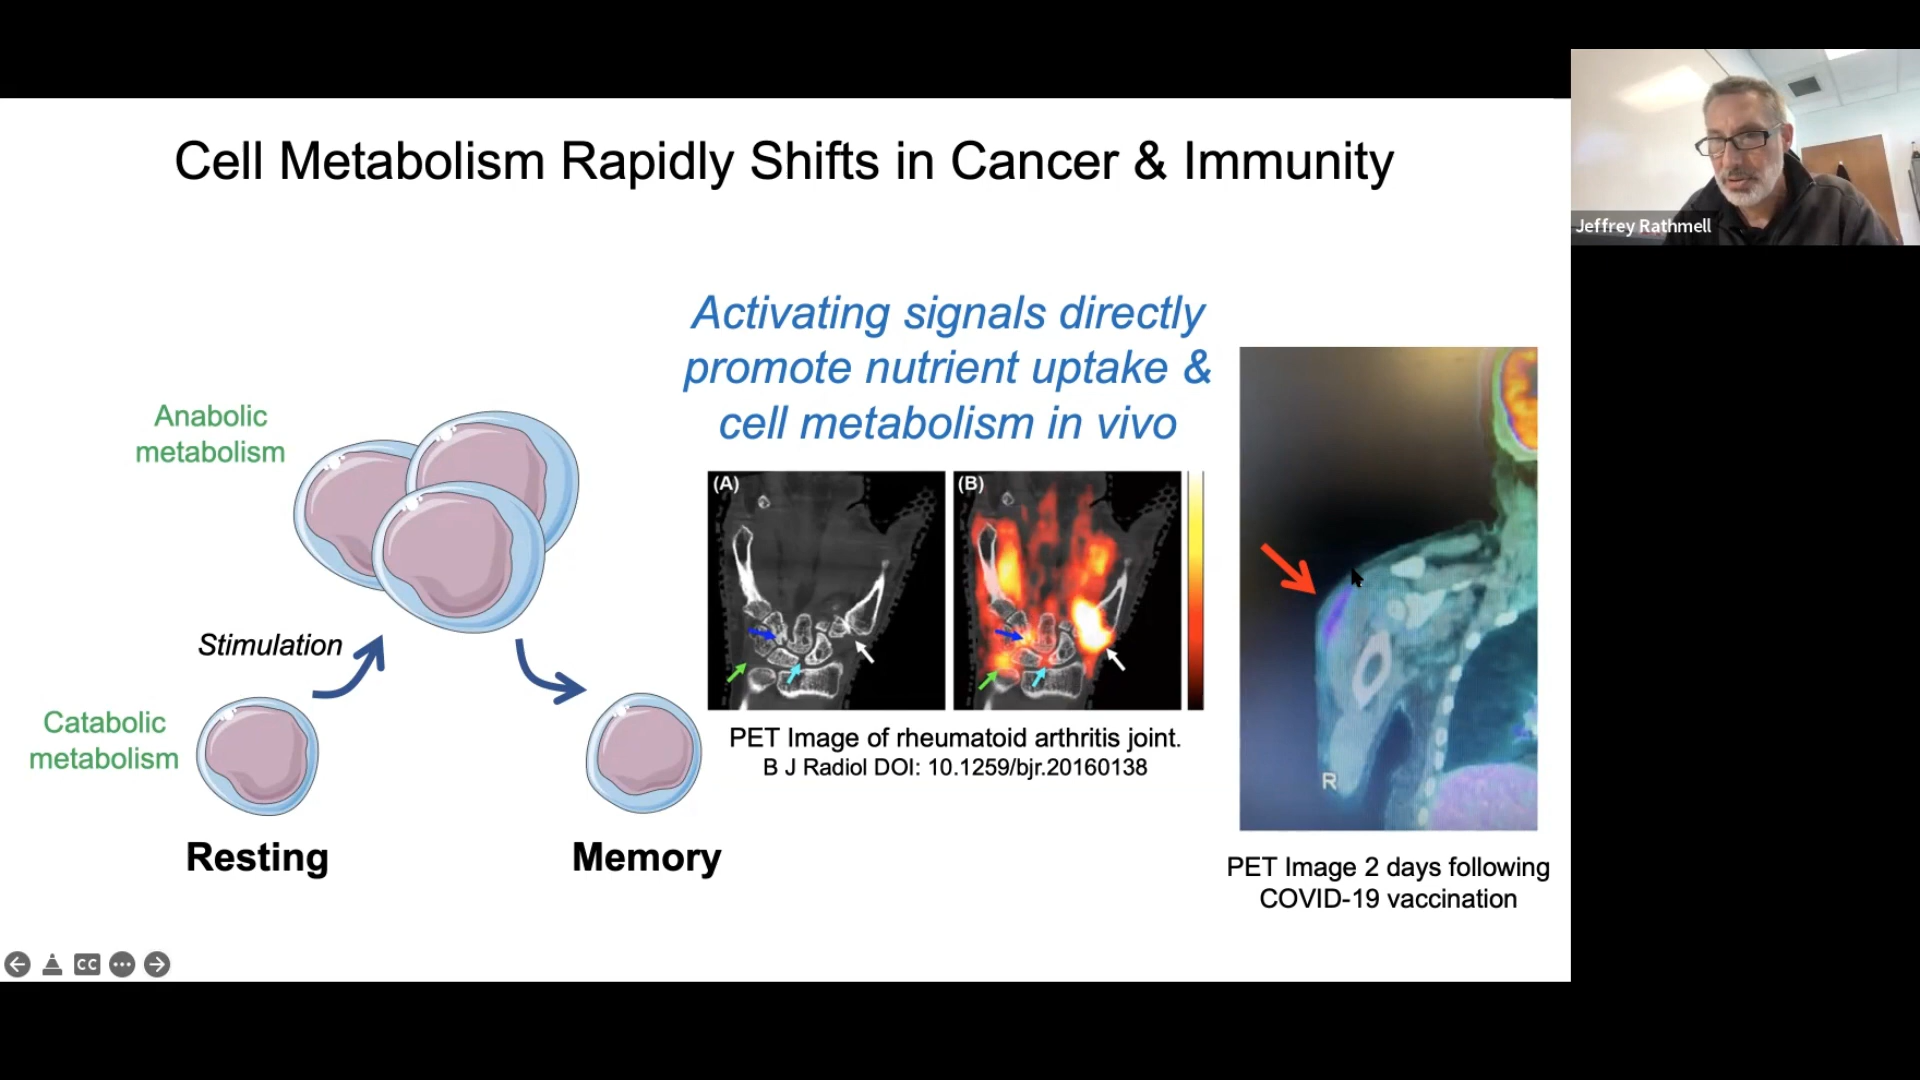 Cell Metabolism Rapidly Shifts in Cancer & Immunity
Jeffrey Rathmell
Activating signals directly
promote nutrient uptake &
cell metabolism in vivo
Anabolic
metabolism
(A)
(B)
Stimulation
Catabolic
metabolism
PET Image of rheumatoid arthritis joint.
B J Radiol DOI: 10.1259/bjr.20160138
R
Resting
Memory
PET Image 2 days following
COVID-19 vaccination
CC